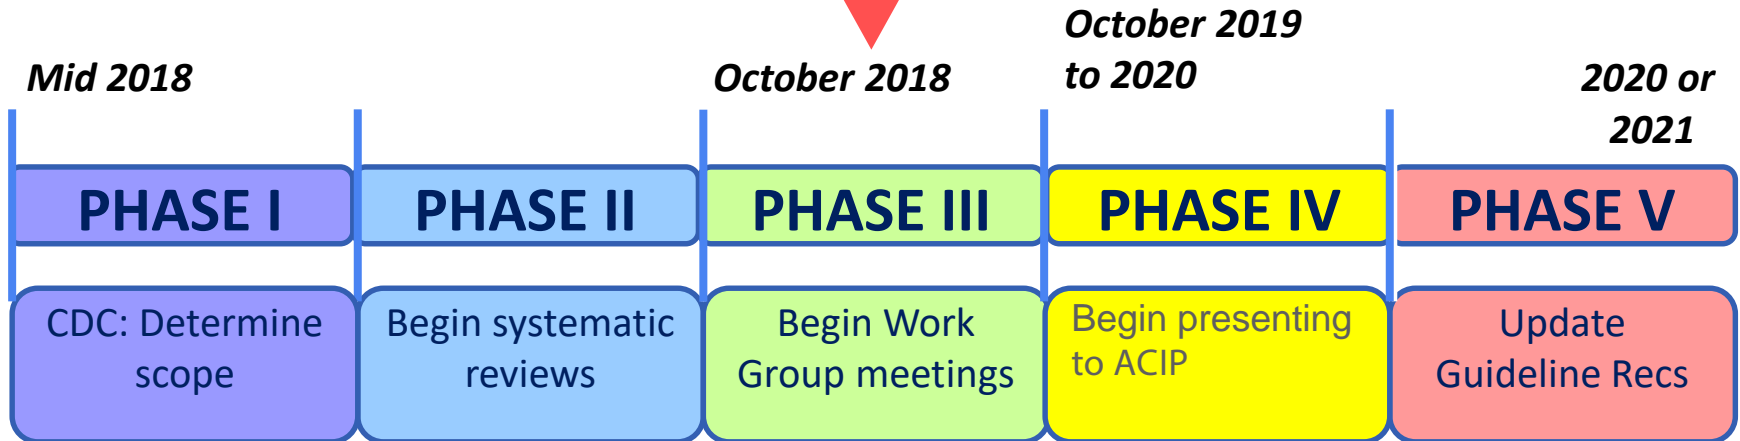 Mid 2018
October 2018
October 2019
to 2020
2020 or
2021
PHASE I
PHASE II
PHASE III
PHASE IV
PHASE V
CDC: Determine
scope
Begin systematic
reviews
Begin Work
Group meetings
Begin presenting
to ACIP
Update
Guideline Recs